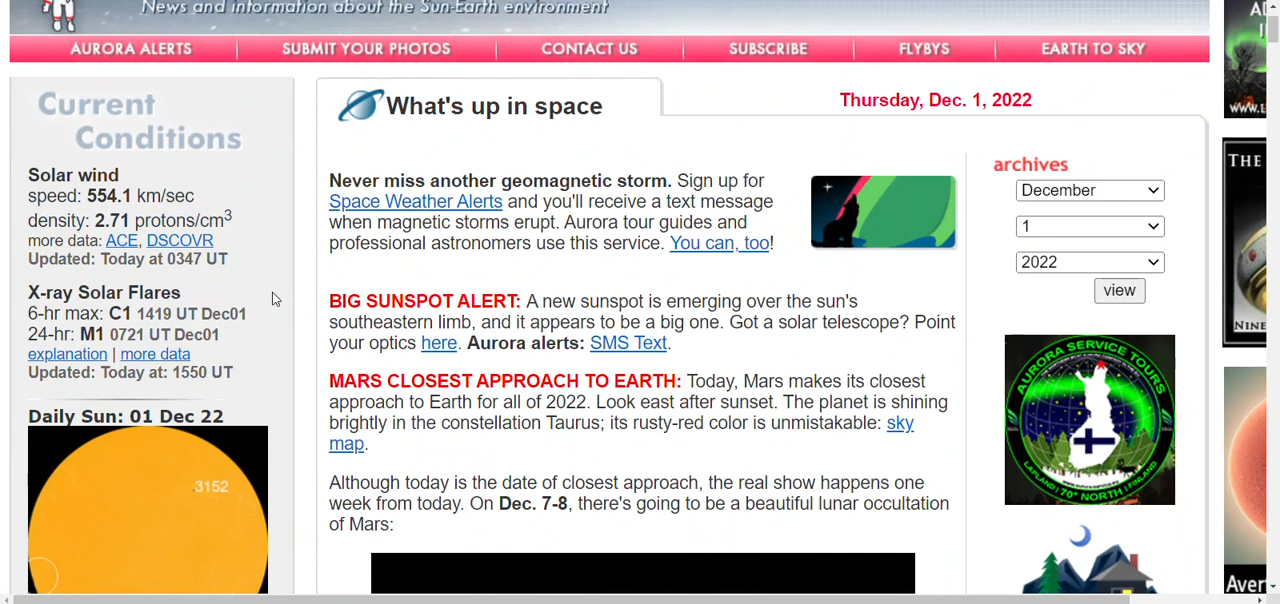 News and information about the Sun-Earth environment
AURORA ALERTS
SUBMIT YOUR PHOTOS
CONTACT US
SUBSCRIBE
FLYBYS
EARTH TO SKY
Current
Conditions
Solar wind
speed: 554.1 km/sec
density: 2.71 protons/cm3
more data: ACE, DSCOVR
Updated: Today at 0347 UT
X-ray Solar Flares
6-hr max: C1 1419 UT Dec01
24-hr: M1 0721 UT Dec01
explanation | more data
Updated: Today at: 1550 UT
Daily Sun: 01 Dec 22
3152
What's up in space
Thursday, Dec. 1, 2022
Never miss another geomagnetic storm. Sign up for
Space Weather Alerts and you'll receive a text message
when magnetic storms erupt. Aurora tour guides and
professional astronomers use this service. You can, too!
BIG SUNSPOT ALERT: A new sunspot is emerging over the sun's
southeastern limb, and it appears to be a big one. Got a solar telescope? Point
your optics here. Aurora alerts: SMS Text.
MARS CLOSEST APPROACH TO EARTH: Today, Mars makes its closest
approach to Earth for all of 2022. Look east after sunset. The planet is shining
brightly in the constellation Taurus; its rusty-red color is unmistakable: sky
map.
Although today is the date of closest approach, the real show happens one
week from today. On Dec. 7-8, there's going to be a beautiful lunar occultation
of Mars:
archives
December
1
2022
view
AURORA SERVICE TOURS
LAPLAND | 70° NORTH | FINLAND
WWW.L
THE
NINE
Aver